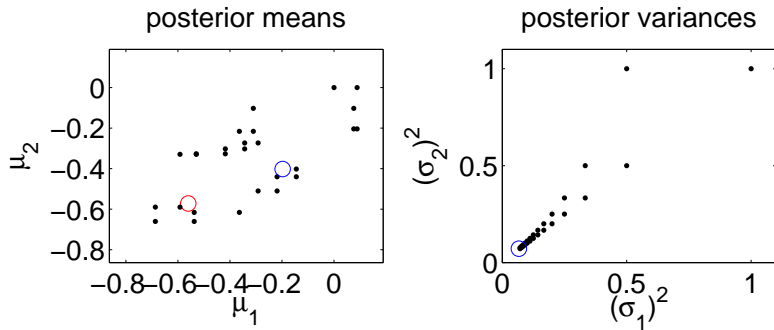 posterior means
0
−0.2
−0.4
−0.6
−0.8
μ2
−0.8 −0.6 −0.4 −0.2 0
μ1
posterior variances
1
0.5
0
(σ2)²
0 0.5 1
(σ1)²